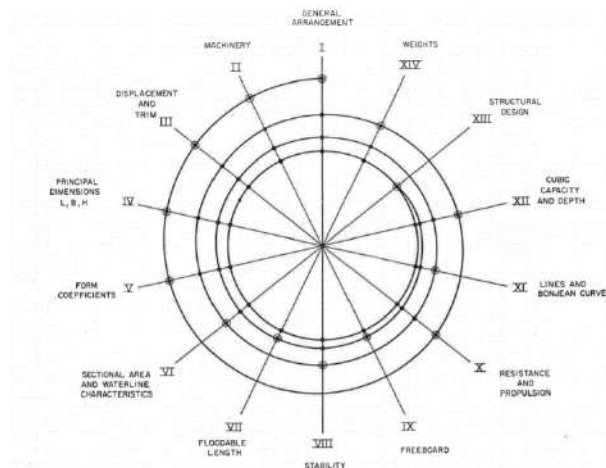 GENERAL
ARRANGEMENT
I
MACHINERY
II
WEIGHTS
XIV
DISPLACEMENT
AND
TRIM
III
STRUCTURAL
DESIGN
XIII
PRINCIPAL
DIMENSIONS
L, B, H
IV
CUBIC
CAPACITY
AND DEPTH
XII
FORM
COEFFICIENTS
V
LINES AND
BONJEAN CURVE
XI
SECTIONAL AREA
AND WATERLINE
CHARACTERISTICS
VI
RESISTANCE
AND
PROPULSION
X
VII
FLOODABLE
LENGTH
VIII
STABILITY
IX
FREEBOARD